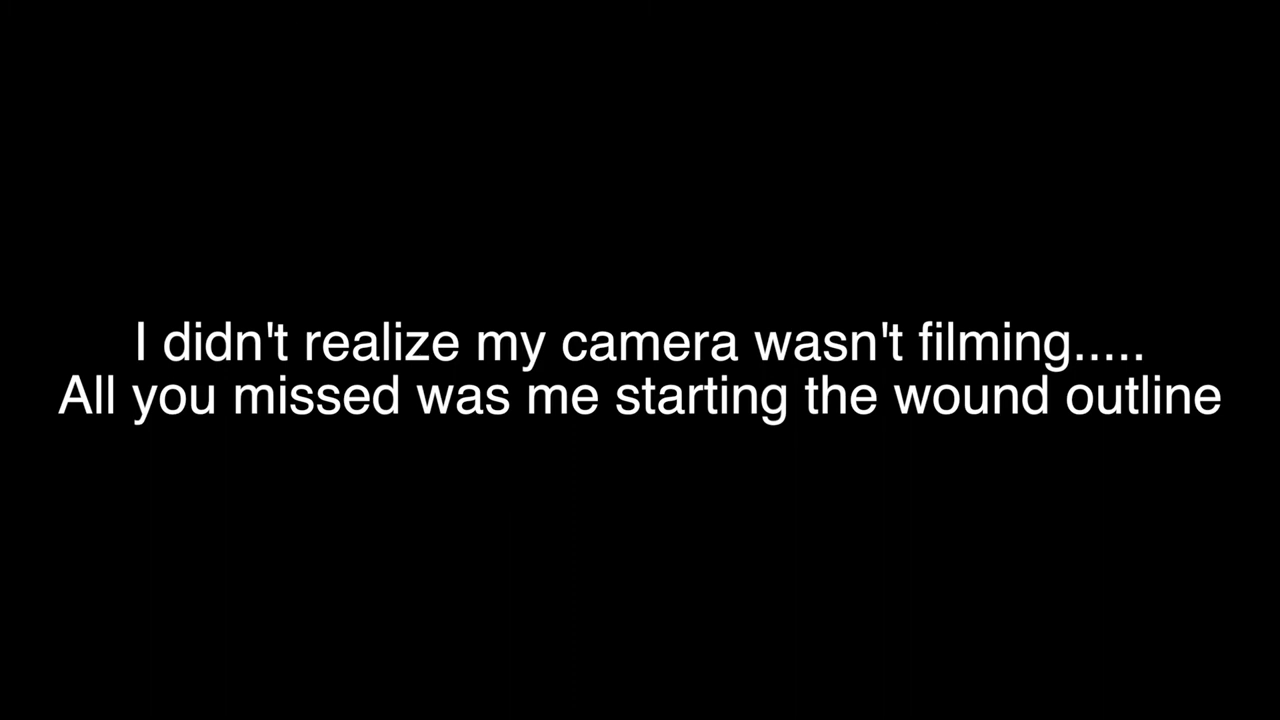 I didn't realize my camera wasn't filming.....
All you missed was me starting the wound outline